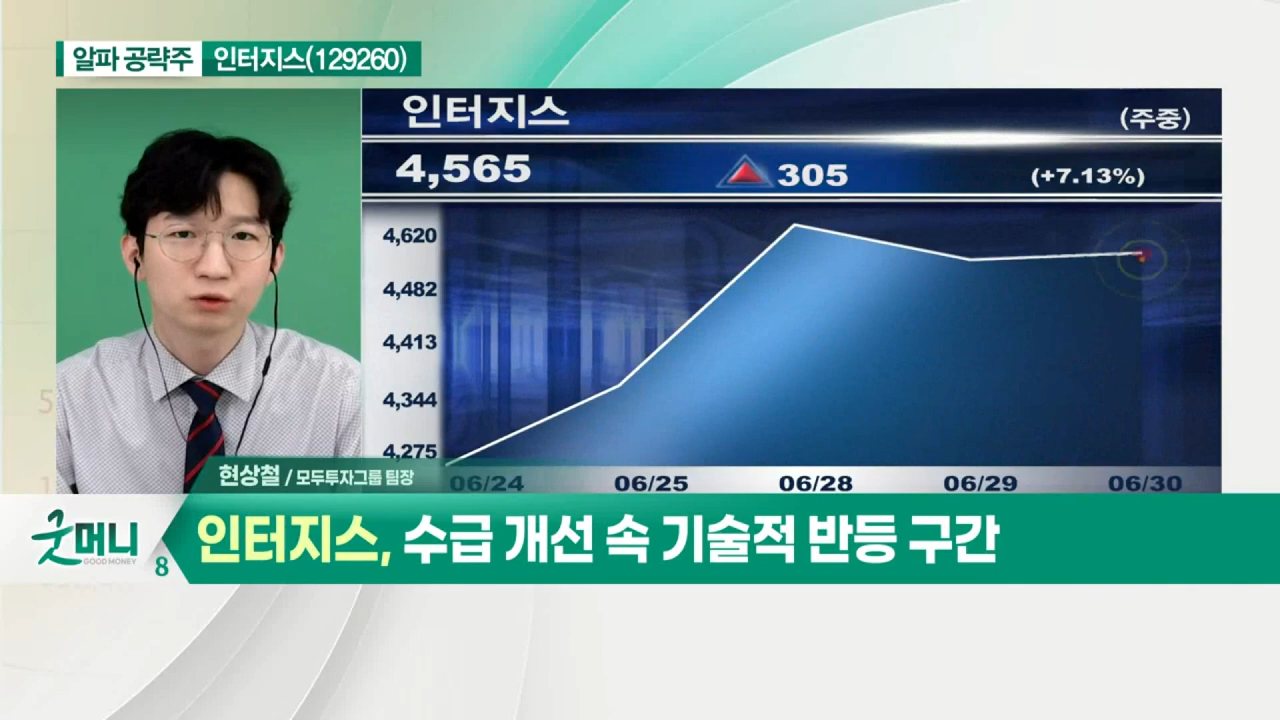 알파 공략주 인터지스(129260)
인터지스 (주중)
4,565 305 (+7.13%)
4,620
4,482
4,413
4,344
4,275
06/24 06/25 06/28 06/29 06/30
현상철 / 모두투자그룹 팀장
굿머니
GOOD MONEY
8
인터지스, 수급 개선 속 기술적 반등 구간
5
1